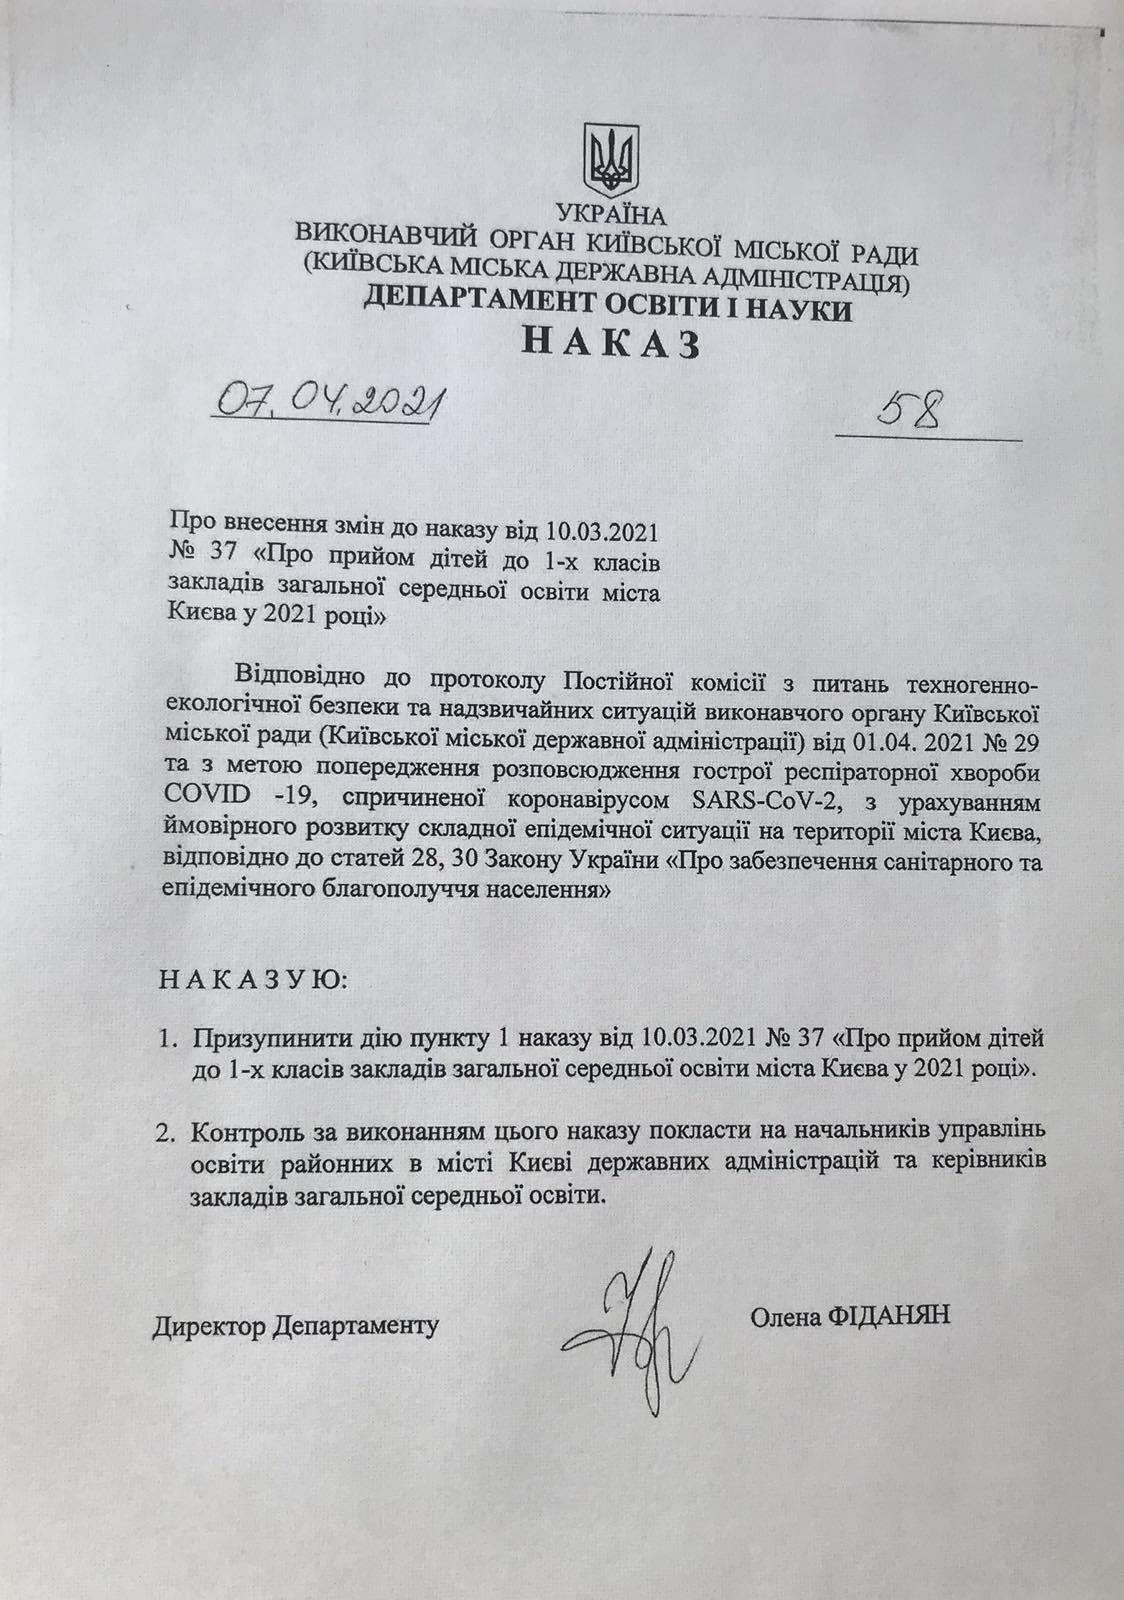 УКРАЇНА
ВИКОНАВЧИЙ ОРГАН КИЇВСЬКОЇ МІСЬКОЇ РАДИ
(КИЇВСЬКА МІСЬКА ДЕРЖАВНА АДМІНІСТРАЦІЯ)
ДЕПАРТАМЕНТ ОСВІТИ І НАУКИ
Н А К А З
07.04.2021 58
Про внесення змін до наказу від 10.03.2021
№ 37 «Про прийом дітей до 1-х класів
закладів загальної середньої освіти міста
Києва у 2021 році»
Відповідно до протоколу Постійної комісії з питань техногенно-
екологічної безпеки та надзвичайних ситуацій виконавчого органу Київської
міської ради (Київської міської державної адміністрації) від 01.04. 2021 № 29
та з метою попередження розповсюдження гострої респіраторної хвороби
COVID -19, спричиненої коронавірусом SARS-CoV-2, з урахуванням
ймовірного розвитку складної епідемічної ситуації на території міста Києва,
відповідно до статей 28, 30 Закону України «Про забезпечення санітарного та
епідемічного благополуччя населення»
Н А К А З У Ю:
1. Призупинити дію пункту 1 наказу від 10.03.2021 № 37 «Про прийом дітей
до 1-х класів закладів загальної середньої освіти міста Києва у 2021 році».
2. Контроль за виконанням цього наказу покласти на начальників управлінь
освіти районних в місті Києві державних адміністрацій та керівників
закладів загальної середньої освіти.
Директор Департаменту Олена ФІДАНЯН